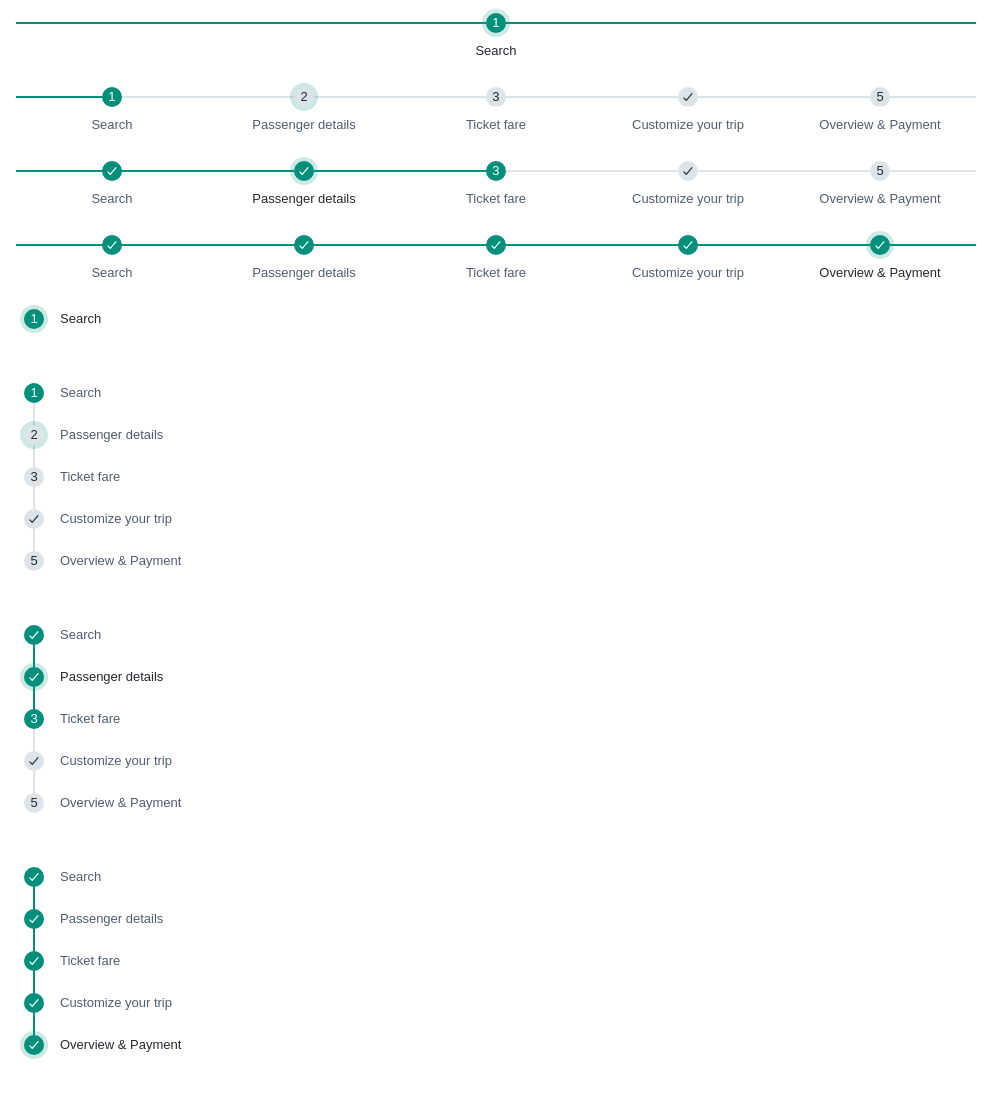 1
Search
1 2 3 5
Search Passenger details Ticket fare Customize your trip Overview & Payment
3 5
Search Passenger details Ticket fare Customize your trip Overview & Payment
Search Passenger details Ticket fare Customize your trip Overview & Payment
1 Search
1 Search
2 Passenger details
3 Ticket fare
Customize your trip
5 Overview & Payment
Search
Passenger details
3 Ticket fare
Customize your trip
5 Overview & Payment
Search
Passenger details
Ticket fare
Customize your trip
Overview & Payment